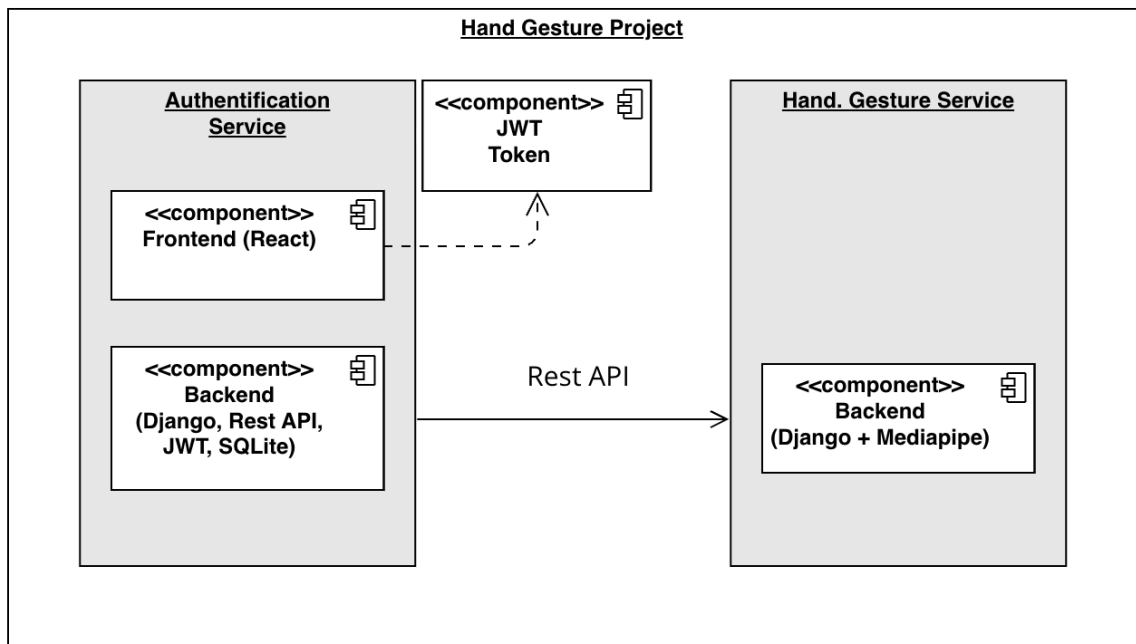 Hand Gesture Project
Authentification
Service
<<component>>
JWT
Token
Hand. Gesture Service
<<component>>
Frontend (React)
<<component>>
Backend
(Django, Rest API,
JWT, SQLite)
Rest API
<<component>>
Backend
(Django + Mediapipe)